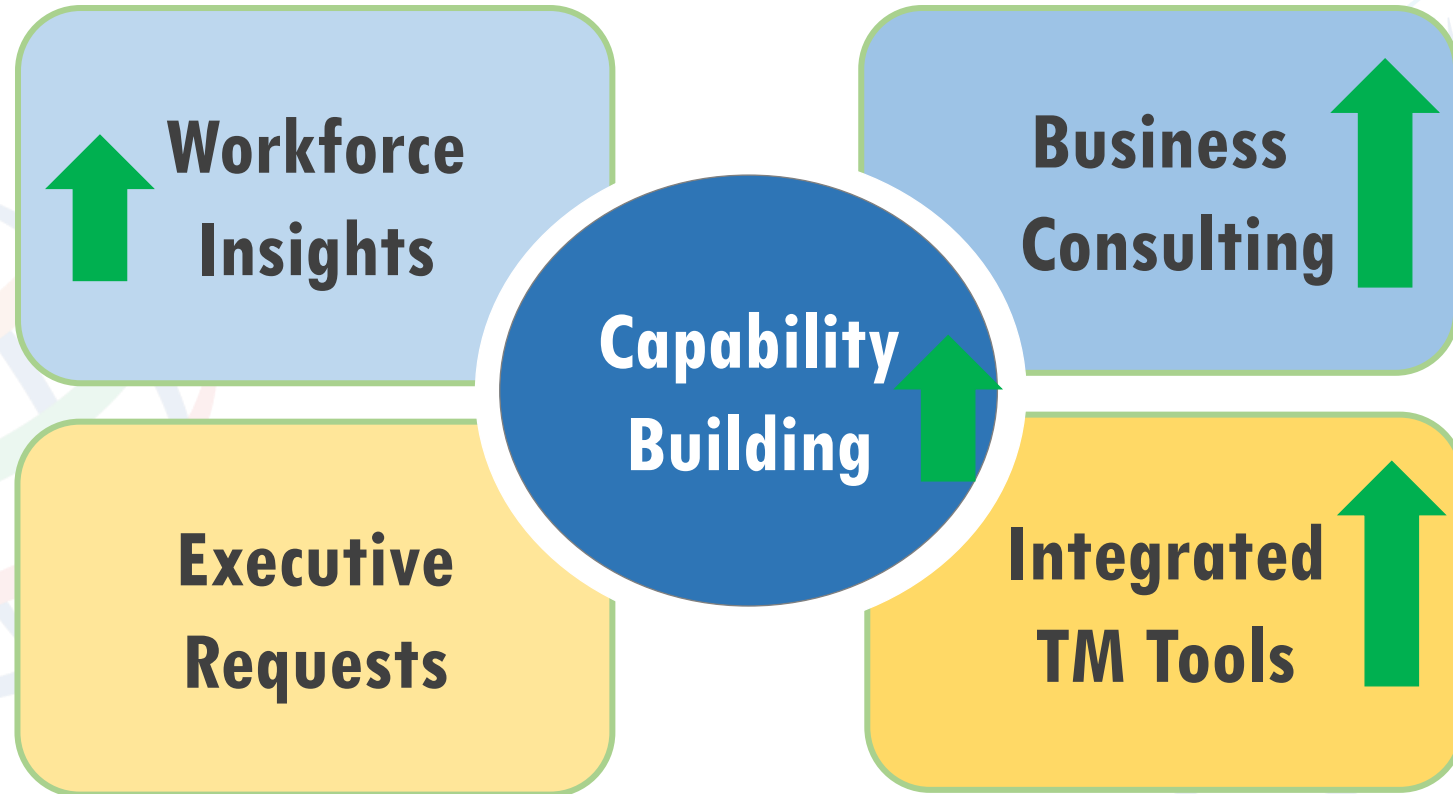 Workforce
Insights
Business
Consulting
Capability
Building
Executive
Requests
Integrated
TM Tools